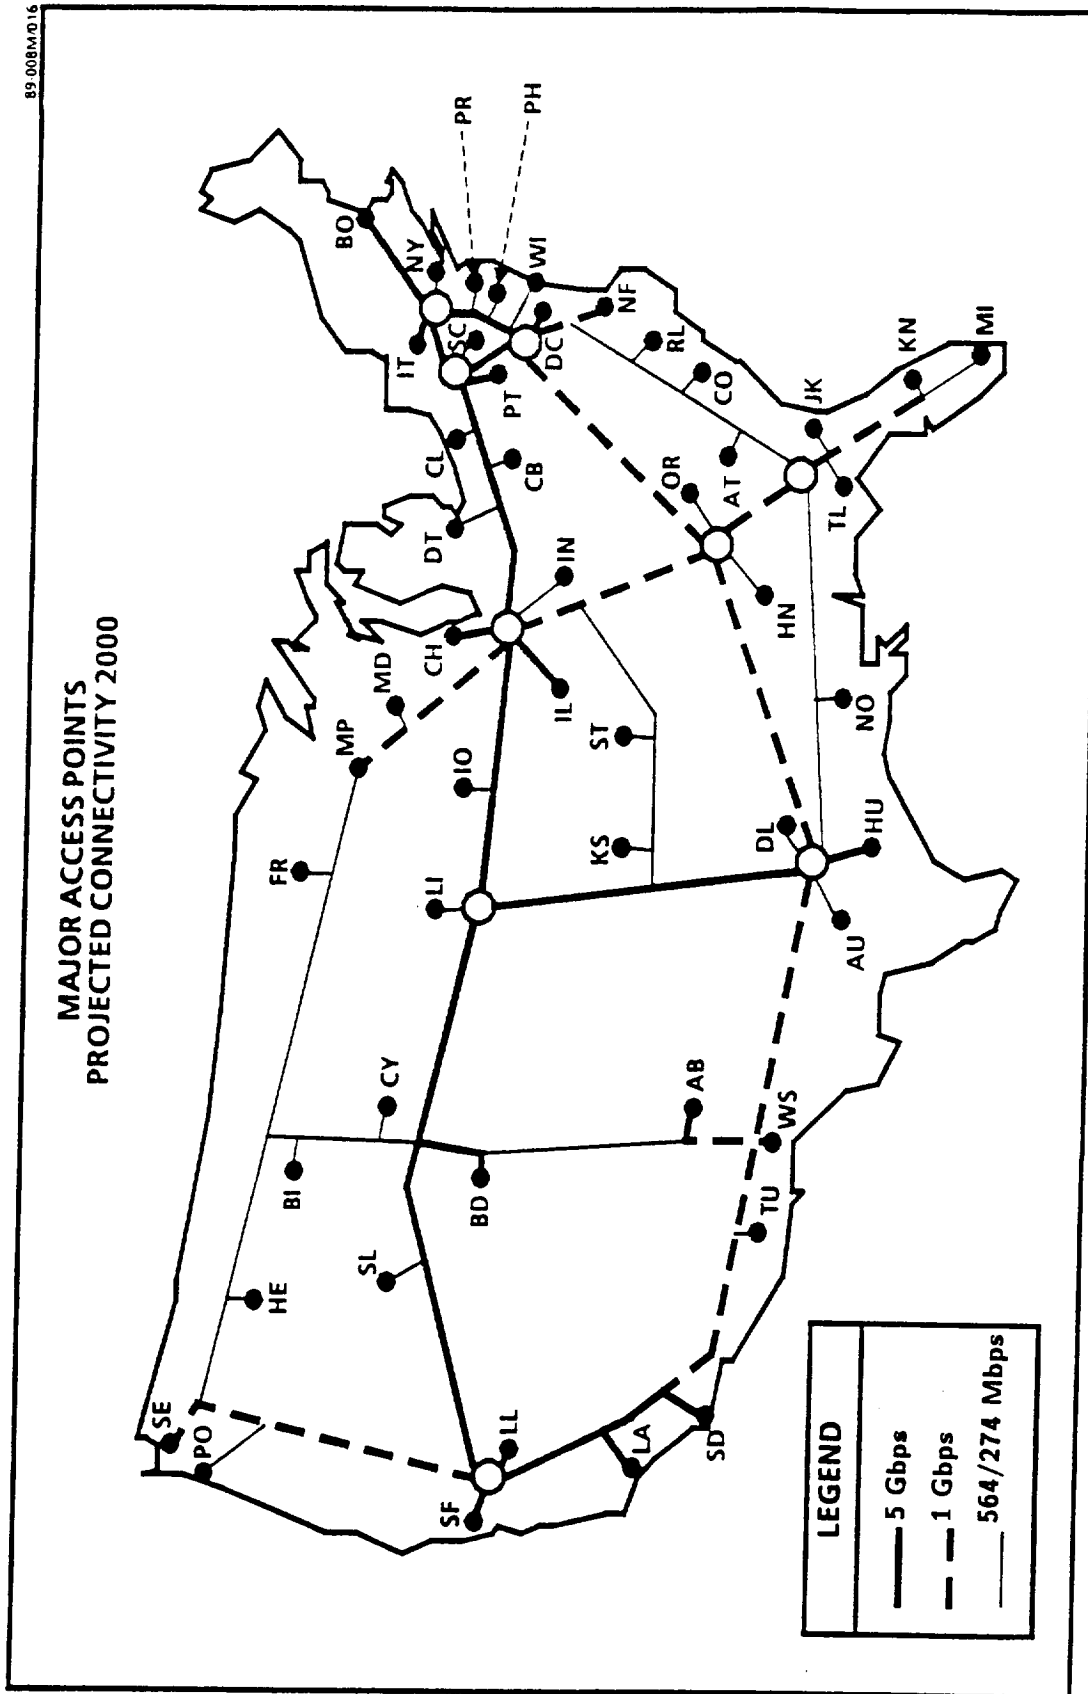 89-008M/016
MAJOR ACCESS POINTS
PROJECTED CONNECTIVITY 2000
SE
PO
HE
BI
FR
MP
MD
CH
DT
CL
IT
BO
NY
PR
PH
SC
PT
WI
DC
NF
CB
IN
IL
IO
LI
CY
SL
BD
SF
LL
LA
SD
TU
WS
AB
KS
ST
DL
HU
AU
NO
HN
OR
AT
CO
RL
TL
JK
KN
MI
LEGEND
5 Gbps
1 Gbps
564/274 Mbps